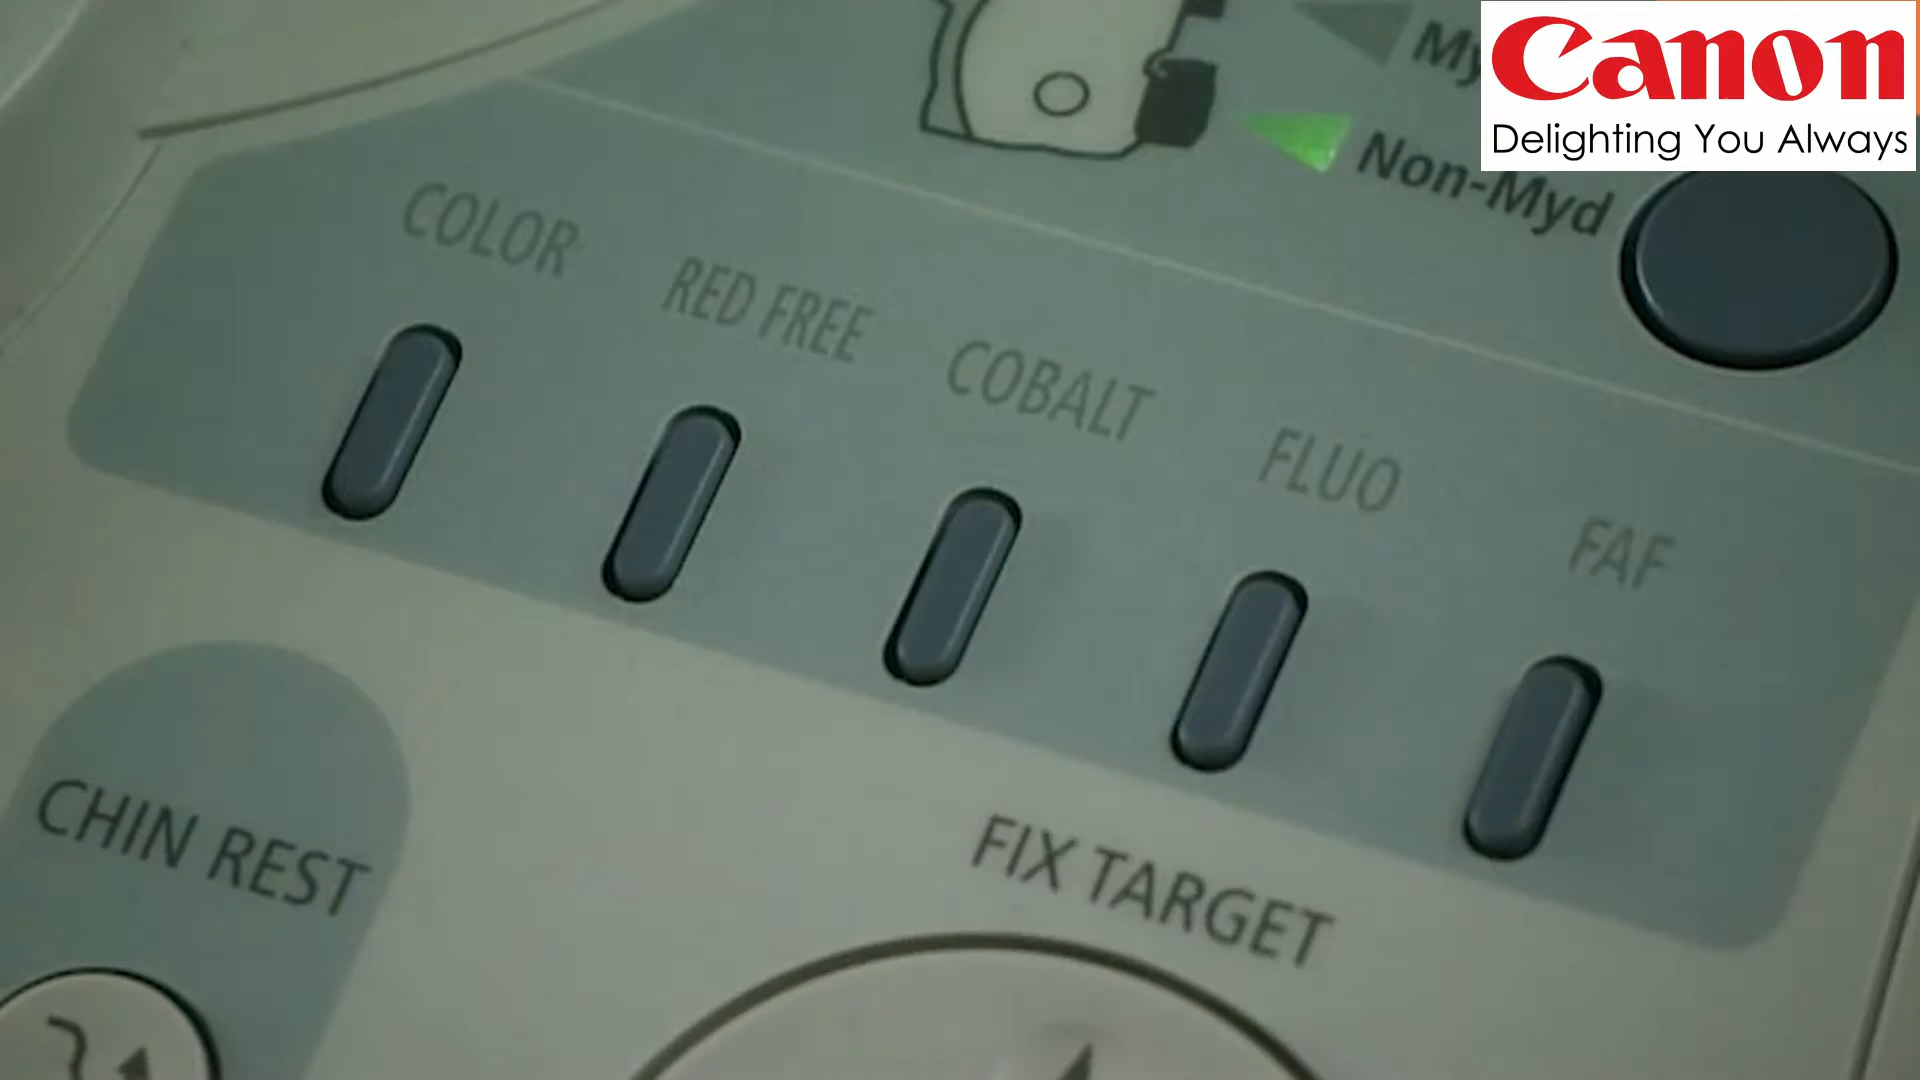 Canon
Delighting You Always
Non-Myd
COLOR
RED FREE
COBALT
FLUO
FAF
CHIN REST
FIX TARGET